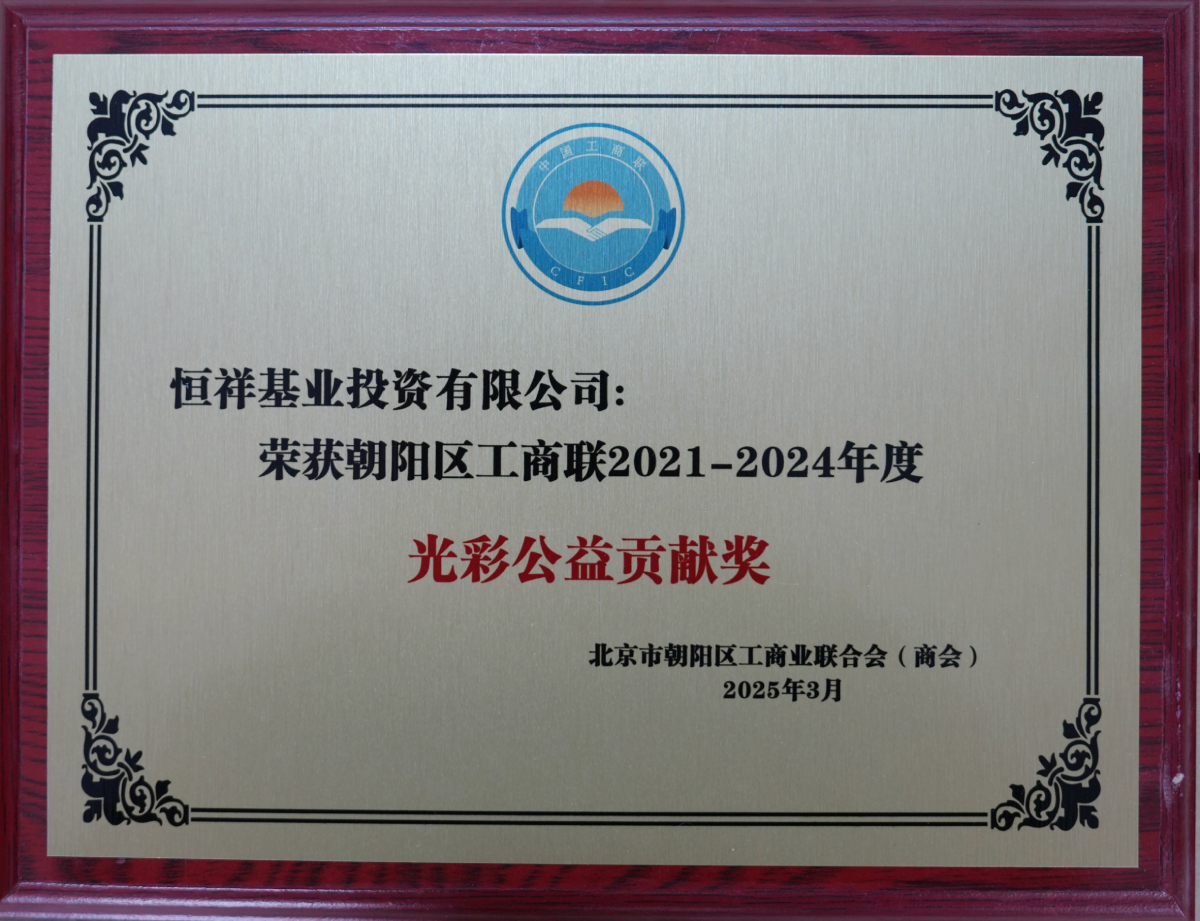 中国工商联
CFIC
恒祥基业投资有限公司:
荣获朝阳区工商联2021-2024年度
光彩公益贡献奖
北京市朝阳区工商业联合会（商会）
2025年3月